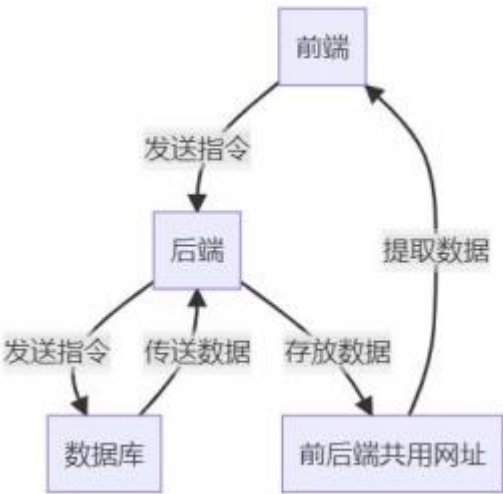 前端
发送指令
后端
提取数据
发送指令
传送数据
存放数据
数据库
前后端共用网址